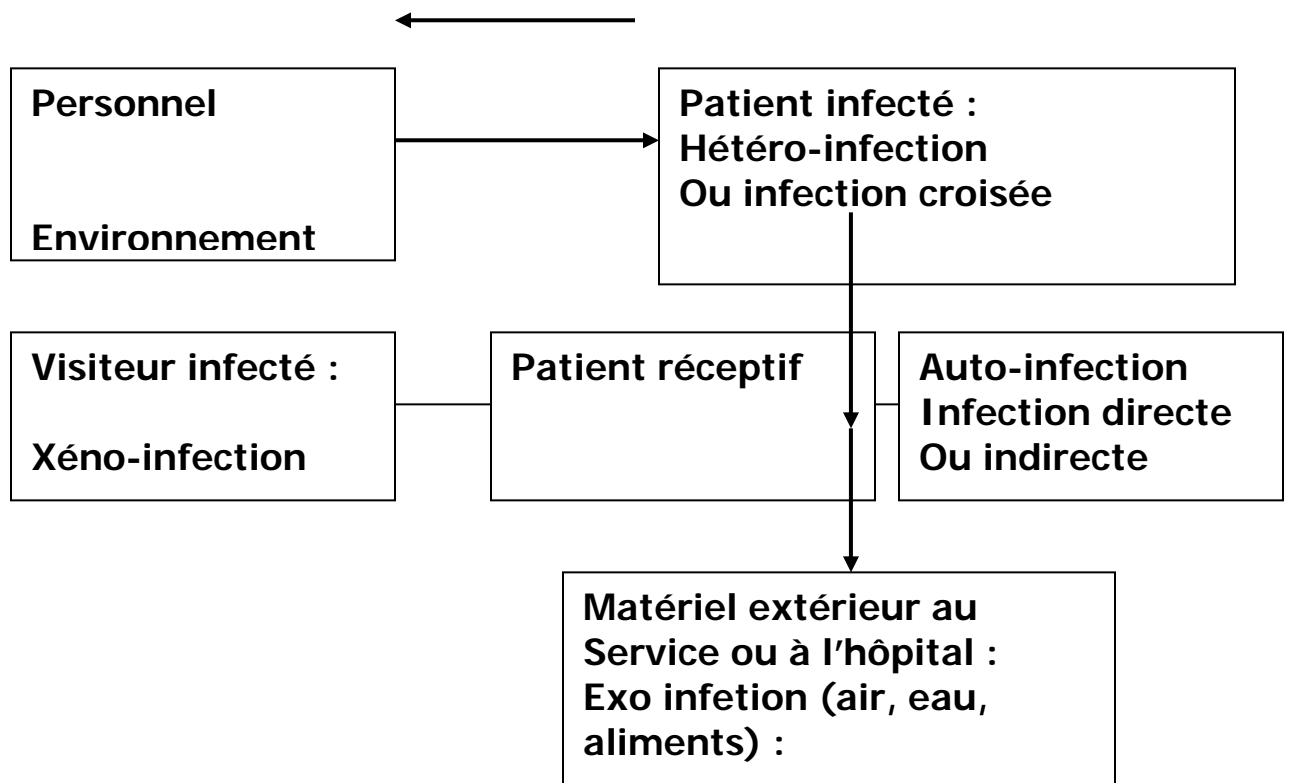 Personnel
Environnement
Patient infecté :
Hétéro-infection
Ou infection croisée
Visiteur infecté :
Xéno-infection
Patient réceptif
Auto-infection
Infection directe
Ou indirecte
Matériel extérieur au
Service ou à l'hôpital :
Exo infetion (air, eau,
aliments) :